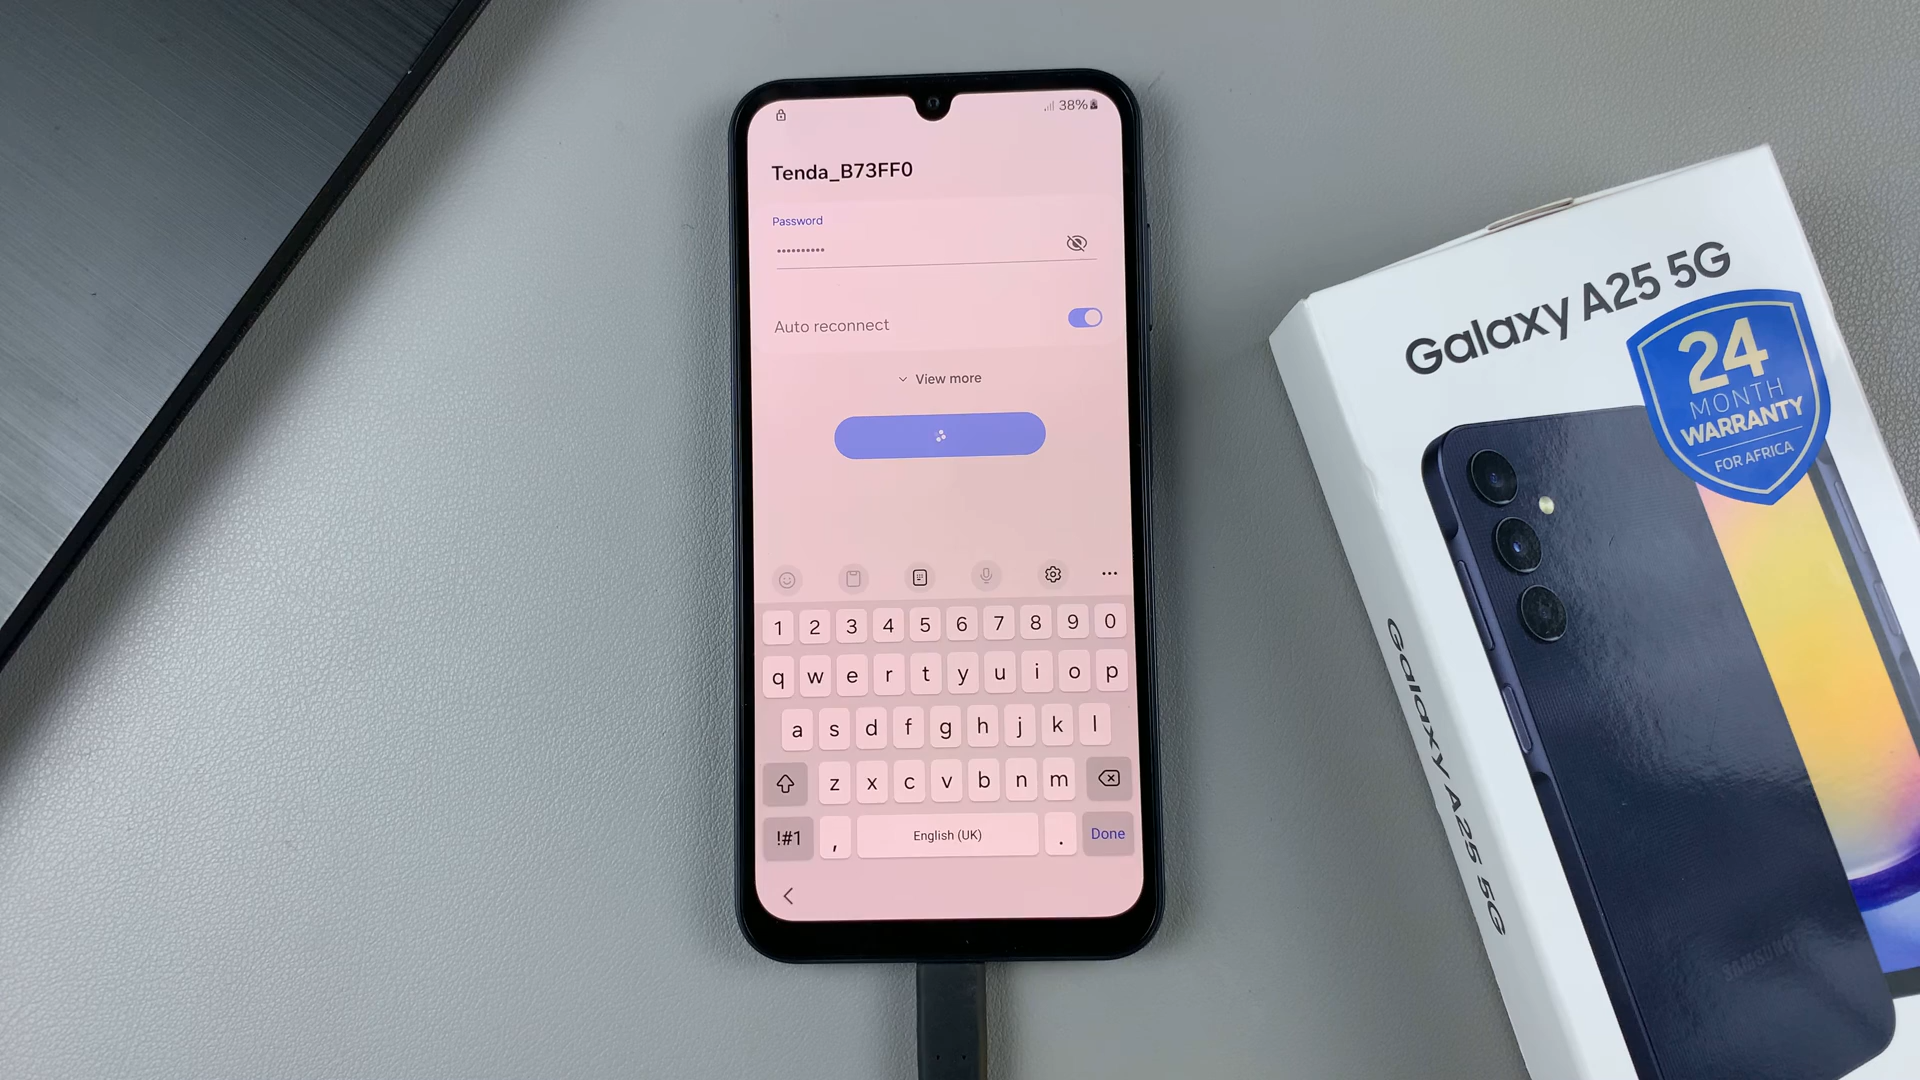 38%
Tenda_B73FF0
Password
••••••••••
Auto reconnect
View more
1 2 3 4 5 6 7 8 9 0
q w e r t y u i o p
a s d f g h j k l
z x c v b n m
!#1 , English (UK) . Done
Galaxy A25 5G
24
MONTH
WARRANTY
FOR AFRICA
Galaxy A25 5G
SAMSUNG